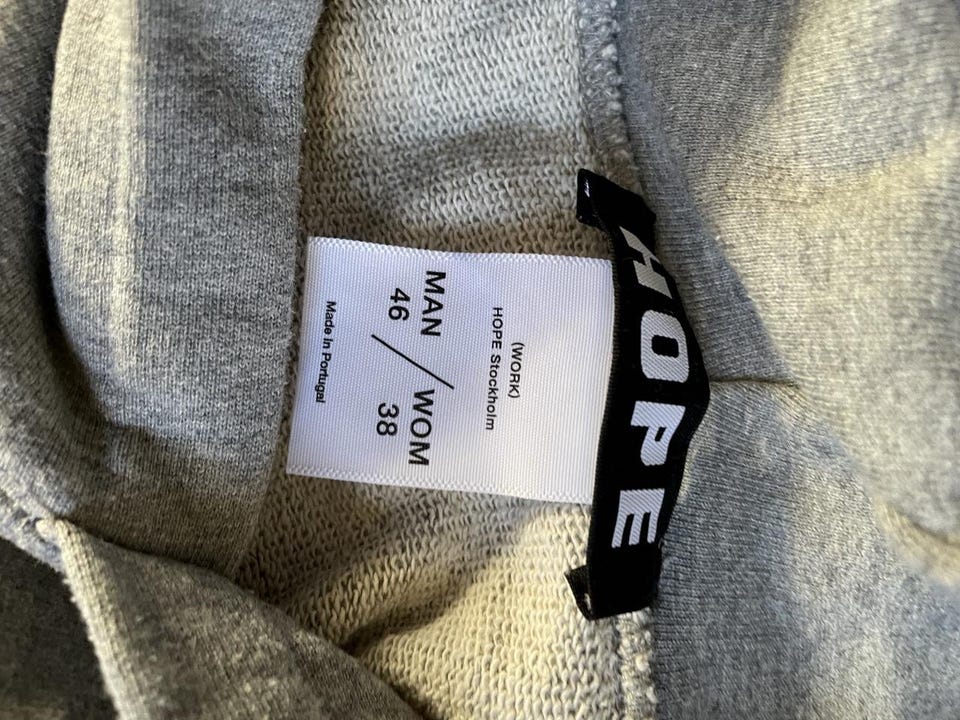 HOPE
(WORK)
HOPE Stockholm
MAN / WOM
46 38
Made In Portugal